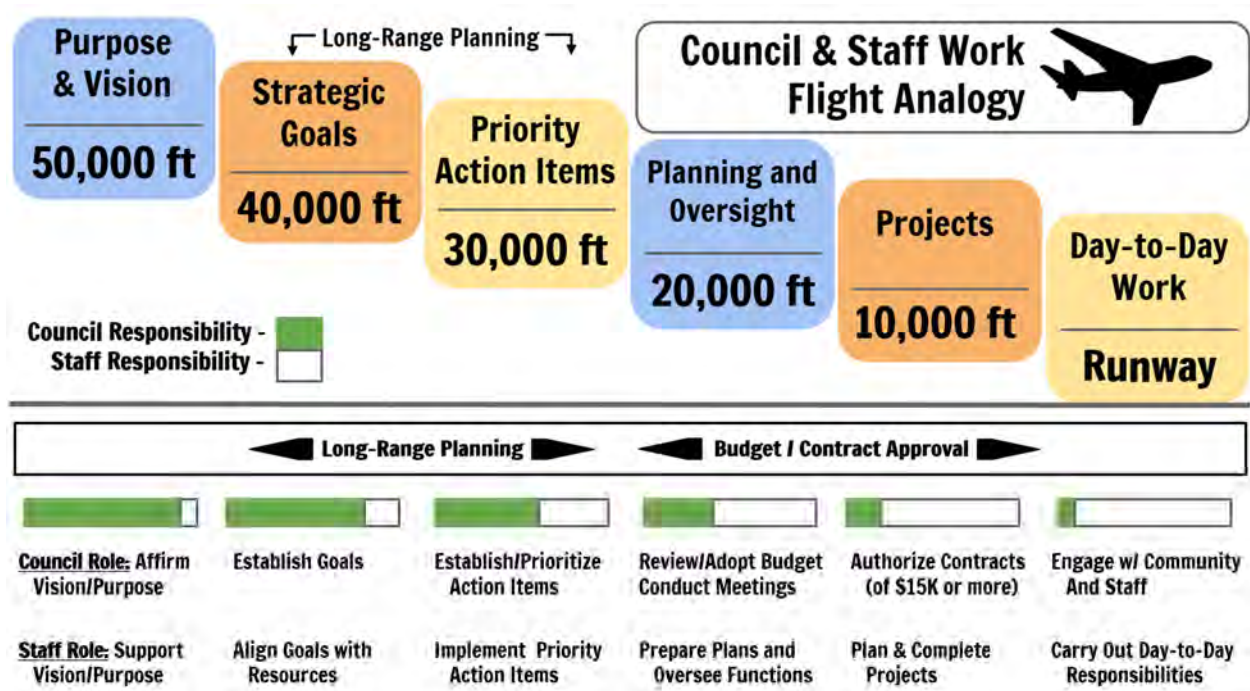 Purpose
& Vision
50,000 ft
Long-Range Planning
Strategic
Goals
40,000 ft
Priority
Action Items
30,000 ft
Council & Staff Work
Flight Analogy
Planning and
Oversight
20,000 ft
Projects
10,000 ft
Day-to-Day
Work
Runway
Council Responsibility -
Staff Responsibility -
Long-Range Planning
Budget / Contract Approval
Council Role: Affirm
Vision/Purpose
Establish Goals
Establish/Prioritize
Action Items
Review/Adopt Budget
Conduct Meetings
Authorize Contracts
(of $15K or more)
Engage w/ Community
And Staff
Staff Role: Support
Vision/Purpose
Align Goals with
Resources
Implement Priority
Action Items
Prepare Plans and
Oversee Functions
Plan & Complete
Projects
Carry Out Day-to-Day
Responsibilities